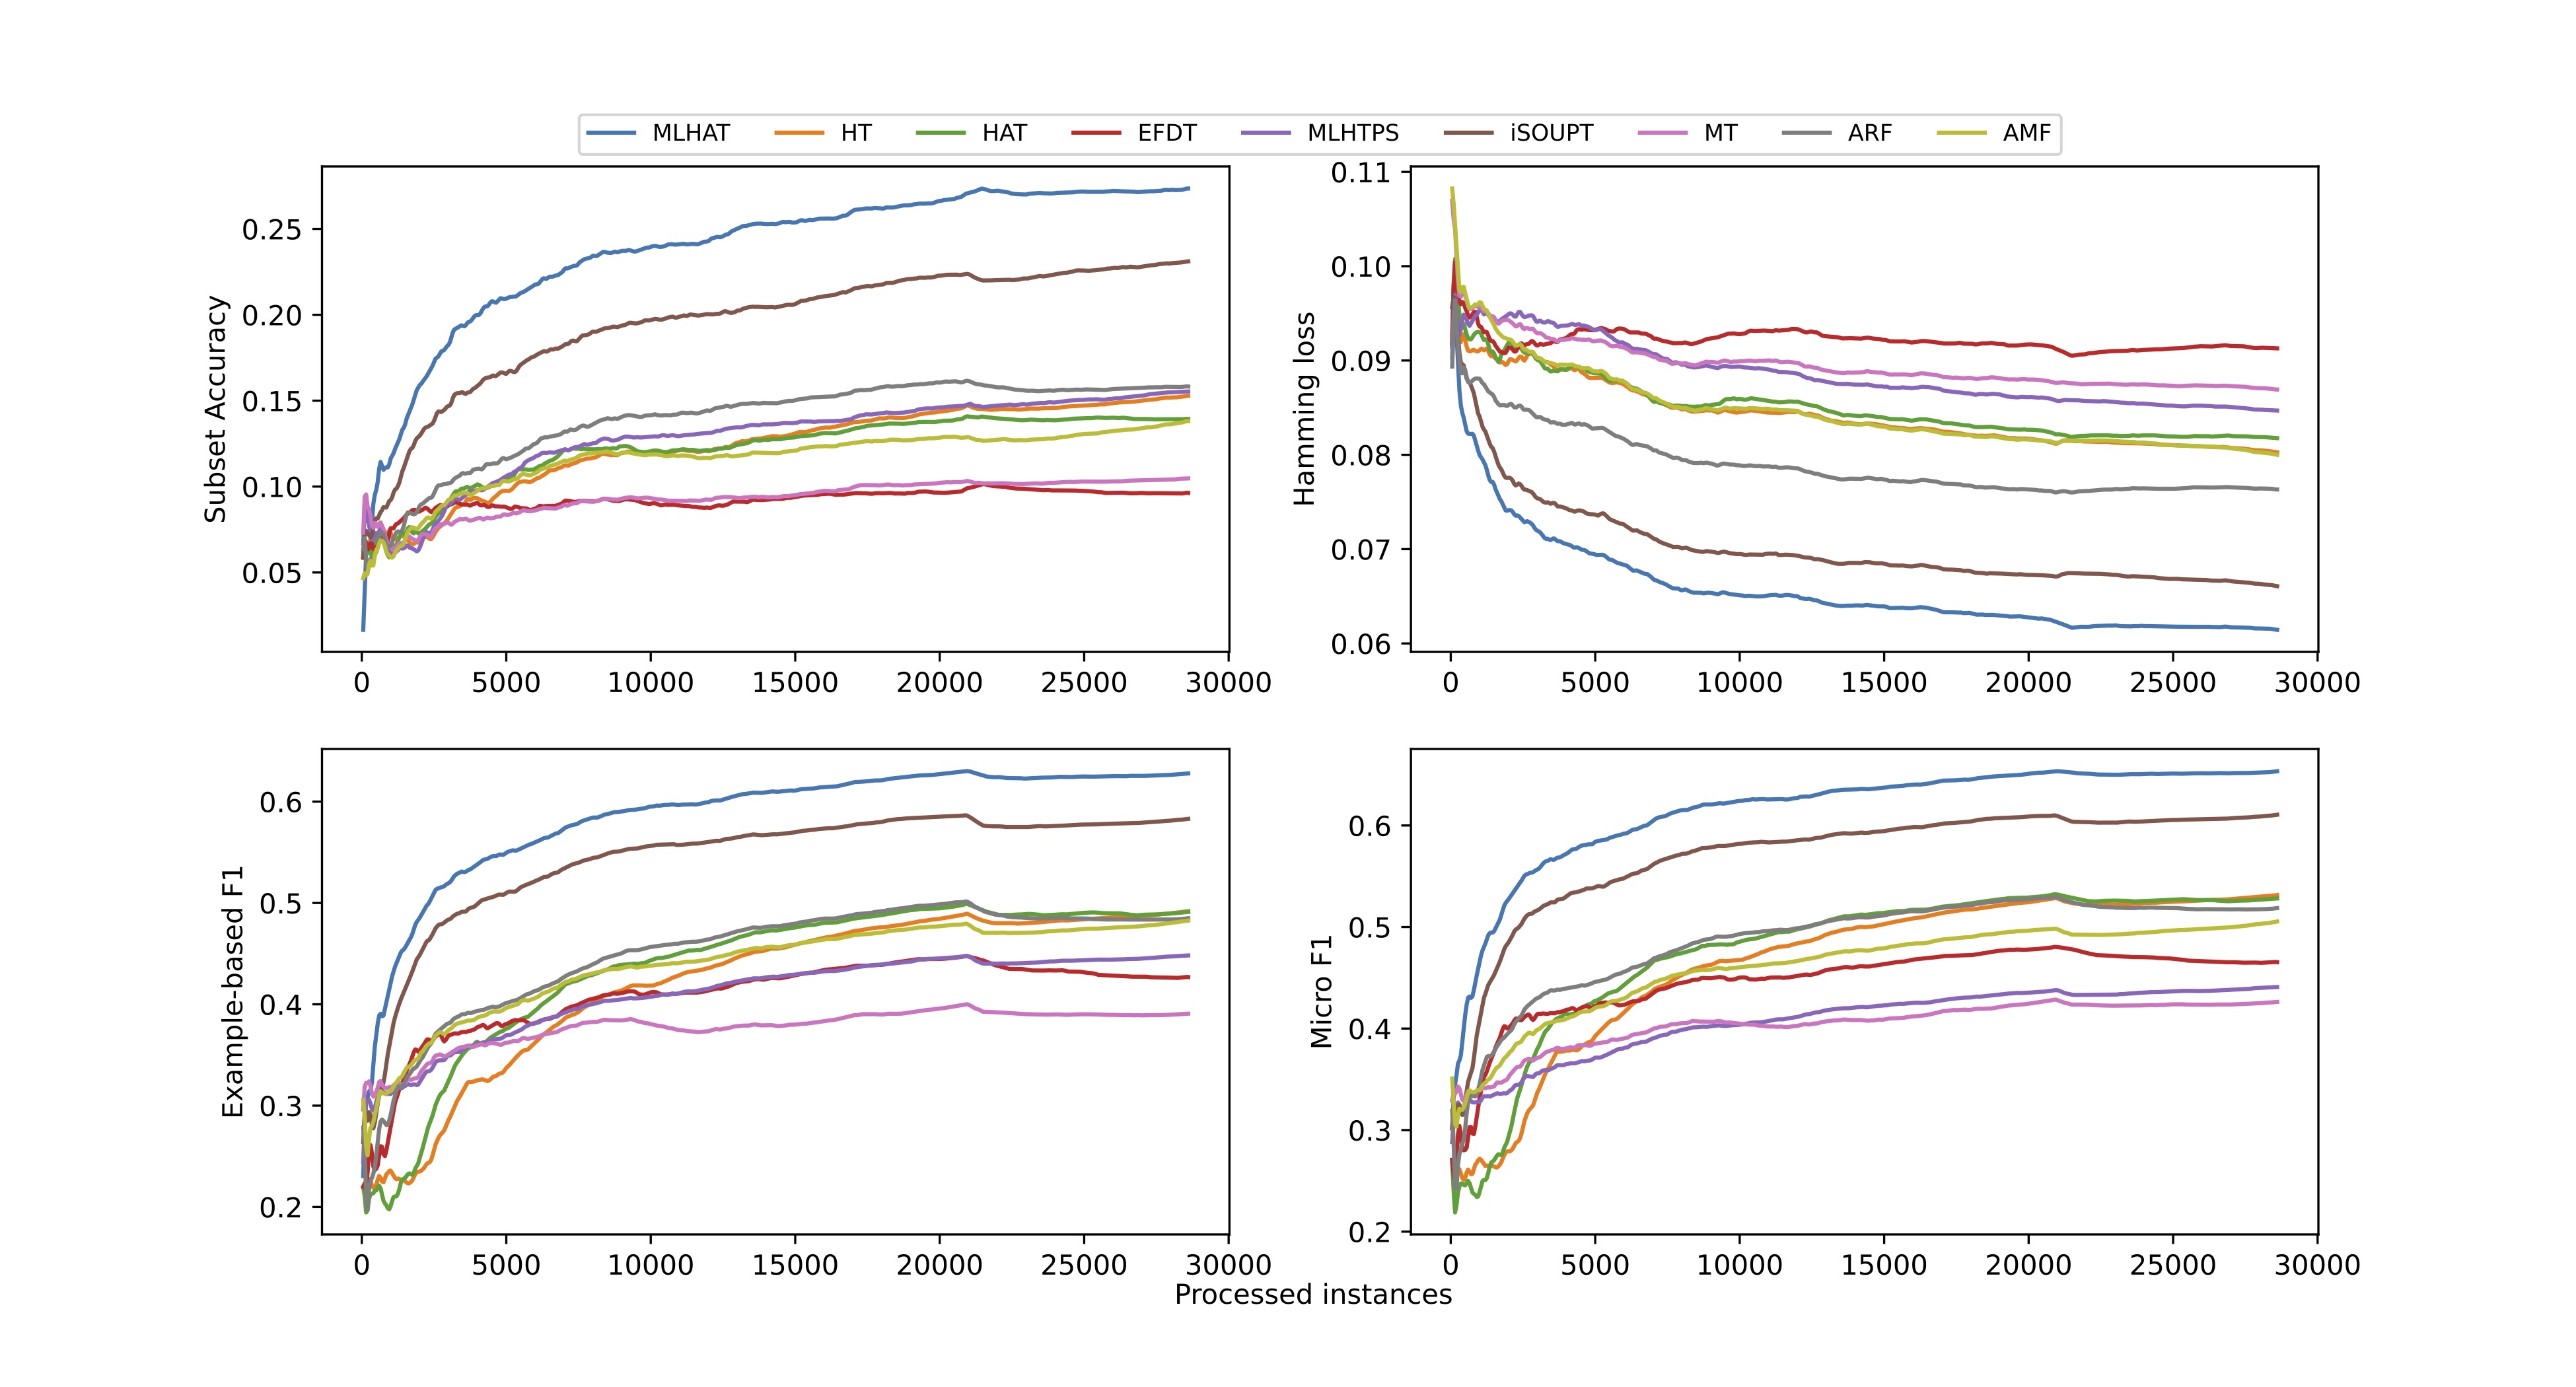 MLHAT HT HAT EFDT MLHTPS iSOUPT MT ARF AMF
Subset Accuracy
0.25
0.20
0.15
0.10
0.05
0 5000 10000 15000 20000 25000 30000
Hamming loss
0.11
0.10
0.09
0.08
0.07
0.06
0 5000 10000 15000 20000 25000 30000
Example-based F1
0.6
0.5
0.4
0.3
0.2
0 5000 10000 15000 20000 25000 30000
Micro F1
0.6
0.5
0.4
0.3
0.2
0 5000 10000 15000 20000 25000 30000
Processed instances